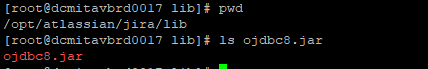 [root@dcmitavbrd0017 lib]# pwd
/opt/atlassian/jira/lib
[root@dcmitavbrd0017 lib]# ls ojdbc8.jar
ojdbc8.jar